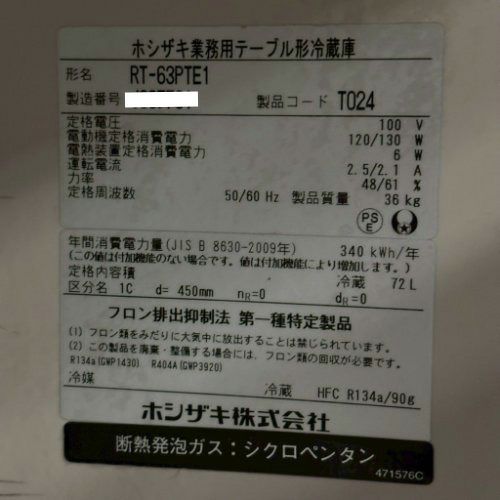 ホシザキ業務用テーブル形冷蔵庫
形名 RT-63PTE1
製造番号 製品コード T024
定格電圧 100 V
電動機定格消費電力 120/130 W
電熱装置定格消費電力 6 W
運転電流 2.5/2.1 A
力率 48/61 %
定格周波数 50/60 Hz 製品質量 36 kg
PS E
年間消費電力量(JIS B 8630-2009年) 340 kWh/年
(この値は付加機能のない場合です。値は付加機能により増加します。)
定格内容積 冷蔵 72L
区分名 1C d= 450mm nR=0 dR=0
フロン排出抑制法 第一種特定製品
(1) フロン類をみだりに大気中に放出することは禁じられています。
(2) この製品を廃棄・整備する場合には、フロン類の回収が必要です。
R134a(GWP1430) R404A(GWP3920)
冷媒 冷蔵 HFC R134a/90g
ホシザキ株式会社
断熱発泡ガス:シクロペンタン
471576C